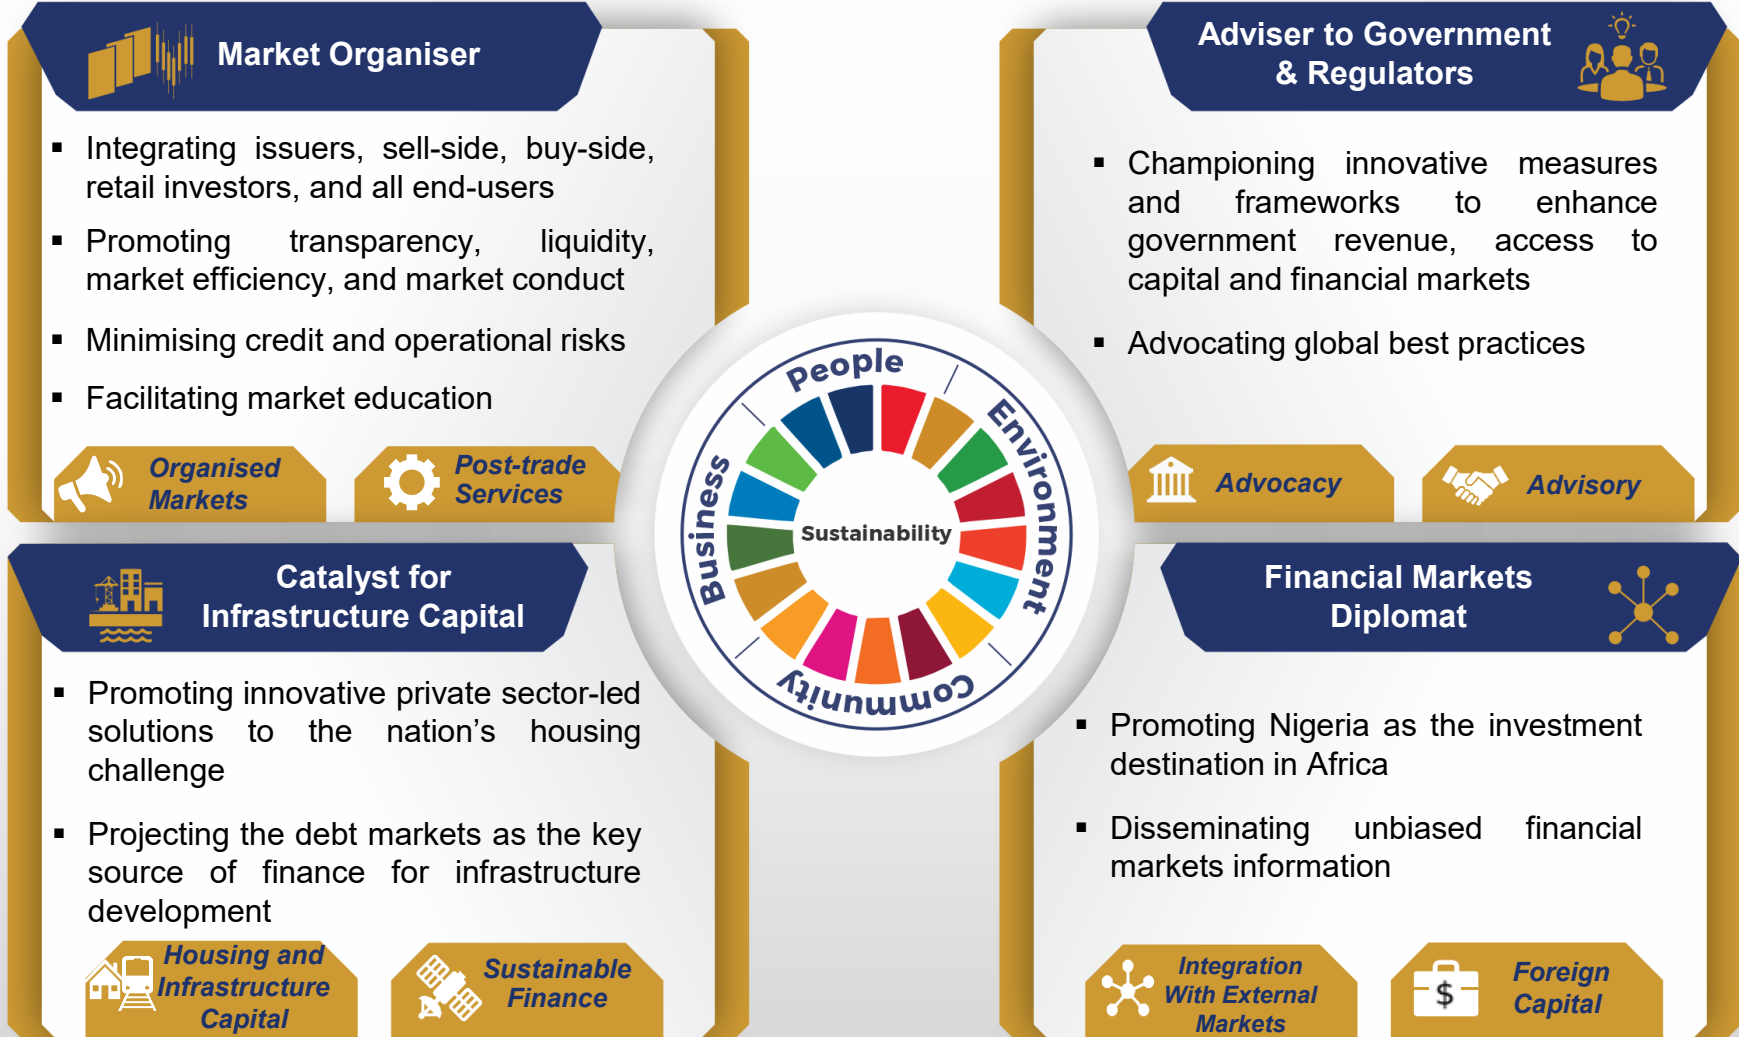 Market Organiser
Integrating issuers, sell-side, buy-side,
retail investors, and all end-users
Promoting transparency, liquidity,
market efficiency, and market conduct
Minimising credit and operational risks
Facilitating market education
Organised
Markets
Post-trade
Services
Adviser to Government
& Regulators
Championing innovative measures
and frameworks to enhance
government revenue, access to
capital and financial markets
Advocating global best practices
Advocacy
Advisory
People
Environment
Community
Business
Sustainability
Catalyst for
Infrastructure Capital
Promoting innovative private sector-led
solutions to the nation’s housing
challenge
Projecting the debt markets as the key
source of finance for infrastructure
development
Housing and
Infrastructure
Capital
Sustainable
Finance
Financial Markets
Diplomat
Promoting Nigeria as the investment
destination in Africa
Disseminating unbiased financial
markets information
Integration
With External
Markets
$
Foreign
Capital